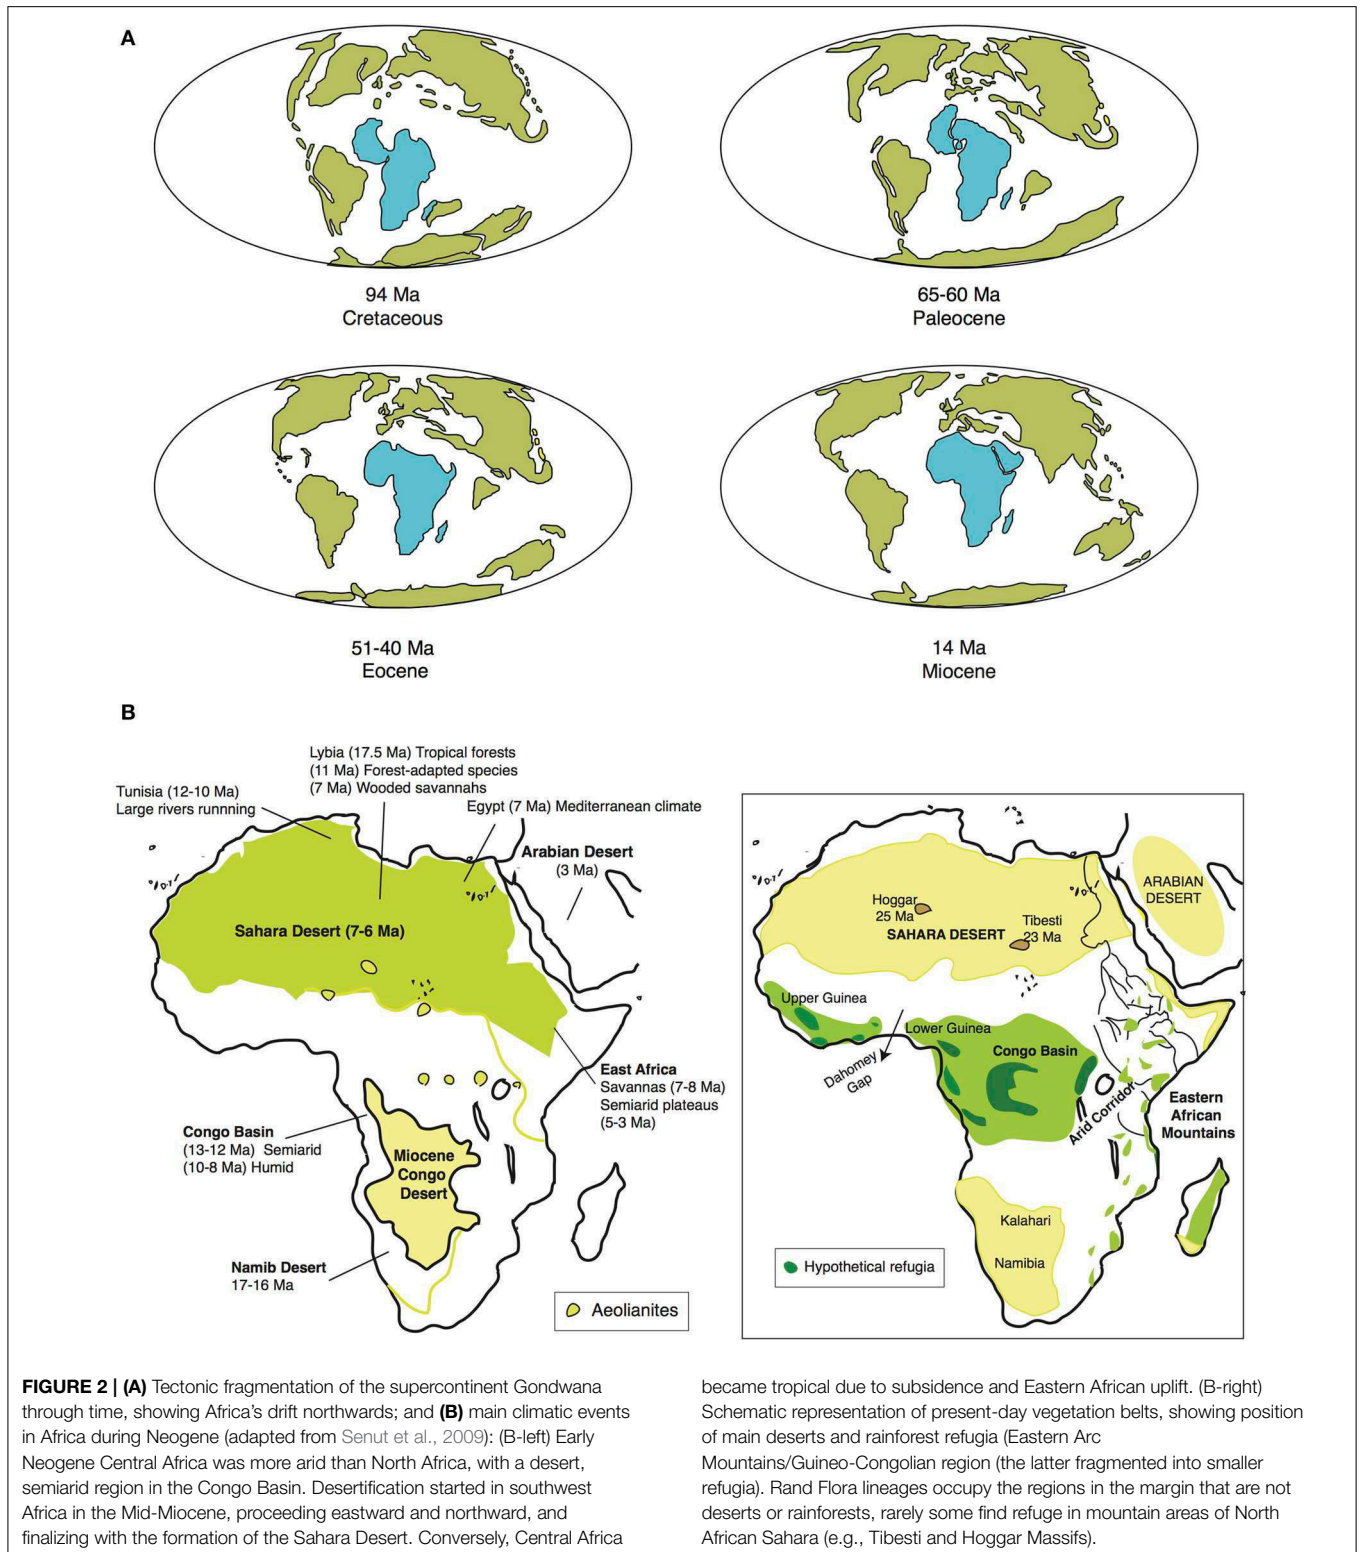 A
94 Ma
Cretaceous
65-60 Ma
Paleocene
51-40 Ma
Eocene
14 Ma
Miocene
B
Lybia (17.5 Ma) Tropical forests
(11 Ma) Forest-adapted species
(7 Ma) Wooded savannahs
Tunisia (12-10 Ma)
Large rivers runnning
Egypt (7 Ma) Mediterranean climate
Arabian Desert
(3 Ma)
Sahara Desert (7-6 Ma)
East Africa
Savannas (7-8 Ma)
Semiarid plateaus
(5-3 Ma)
Congo Basin
(13-12 Ma) Semiarid
(10-8 Ma) Humid
Miocene
Congo
Desert
Namib Desert
17-16 Ma
Aeolianites
ARABIAN
DESERT
Hoggar
25 Ma
Tibesti
23 Ma
SAHARA DESERT
Upper Guinea
Lower Guinea
Dahomey
Gap
Congo Basin
Arid Corridor
Eastern
African
Mountains
Kalahari
Namibia
Hypothetical refugia
FIGURE 2 | (A) Tectonic fragmentation of the supercontinent Gondwana
through time, showing Africa's drift northwards; and (B) main climatic events
in Africa during Neogene (adapted from Senut et al., 2009): (B-left) Early
Neogene Central Africa was more arid than North Africa, with a desert,
semiarid region in the Congo Basin. Desertification started in southwest
Africa in the Mid-Miocene, proceeding eastward and northward, and
finalizing with the formation of the Sahara Desert. Conversely, Central Africa
became tropical due to subsidence and Eastern African uplift. (B-right)
Schematic representation of present-day vegetation belts, showing position
of main deserts and rainforest refugia (Eastern Arc
Mountains/Guineo-Congolian region (the latter fragmented into smaller
refugia). Rand Flora lineages occupy the regions in the margin that are not
deserts or rainforests, rarely some find refuge in mountain areas of North
African Sahara (e.g., Tibesti and Hoggar Massifs).